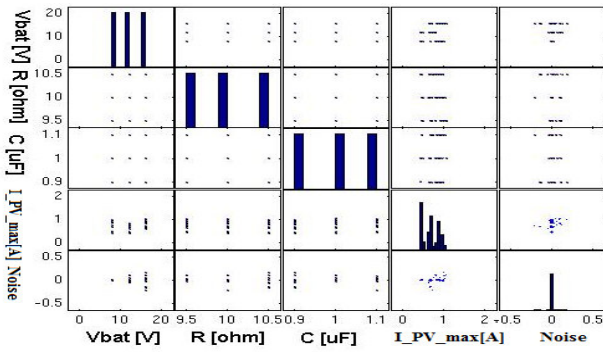 Vbat [V]
R [ohm]
C [uF]
I_PV_max[A]
Noise
20
10
0
10.5
10
9.5
1.1
1
0.9
2
1
0
0.5
0
-0.5
0 10 20
9.5 10 10.5
0.9 1 1.1
0 1 2
-0.5 0 0.5
Vbat [V] R [ohm] C [uF] I_PV_max[A] Noise